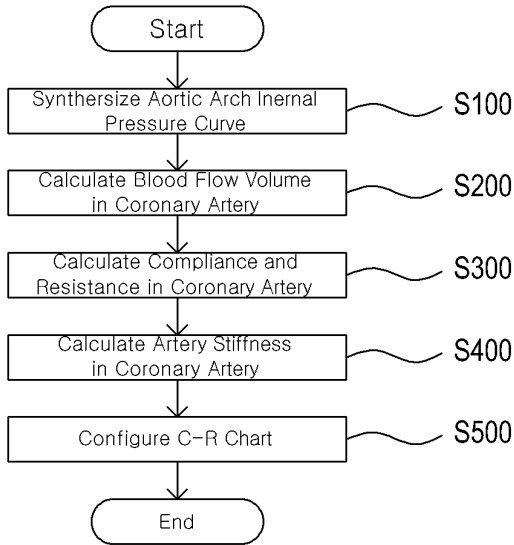 Start
Synthersize Aortic Arch Inernal
Pressure Curve
S100
Calculate Blood Flow Volume
in Coronary Artery
S200
Calculate Compliance and
Resistance in Coronary Artery
S300
Calculate Artery Stiffness
in Coronary Artery
S400
Configure C-R Chart
S500
End